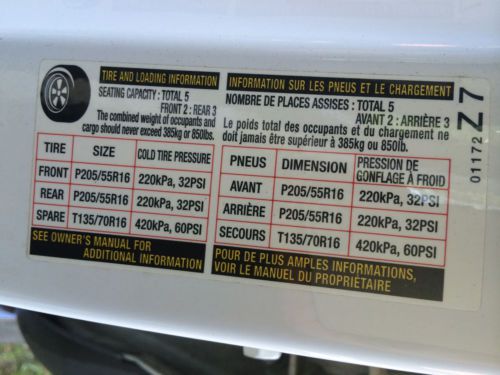 TIRE AND LOADING INFORMATION
SEATING CAPACITY: TOTAL 5
FRONT 2 : REAR 3
The combined weight of occupants and
cargo should never exceed 385kg or 850lbs.
TIRE SIZE COLD TIRE PRESSURE
FRONT P205/55R16 220kPa, 32PSI
REAR P205/55R16 220kPa, 32PSI
SPARE T135/70R16 420kPa, 60PSI
SEE OWNER'S MANUAL FOR
ADDITIONAL INFORMATION
INFORMATION SUR LES PNEUS ET LE CHARGEMENT
NOMBRE DE PLACES ASSISES : TOTAL 5
AVANT 2 : ARRIÈRE 3
Le poids total des occupants et du chargement ne
doit jamais être supérieur à 385kg ou 850lb.
PNEUS DIMENSION PRESSION DE
GONFLAGE À FROID
AVANT P205/55R16 220kPa, 32PSI
ARRIÈRE P205/55R16 220kPa, 32PSI
SECOURS T135/70R16 420kPa, 60PSI
POUR DE PLUS AMPLES INFORMATIONS,
VOIR LE MANUEL DU PROPRIÉTAIRE
01172 Z7